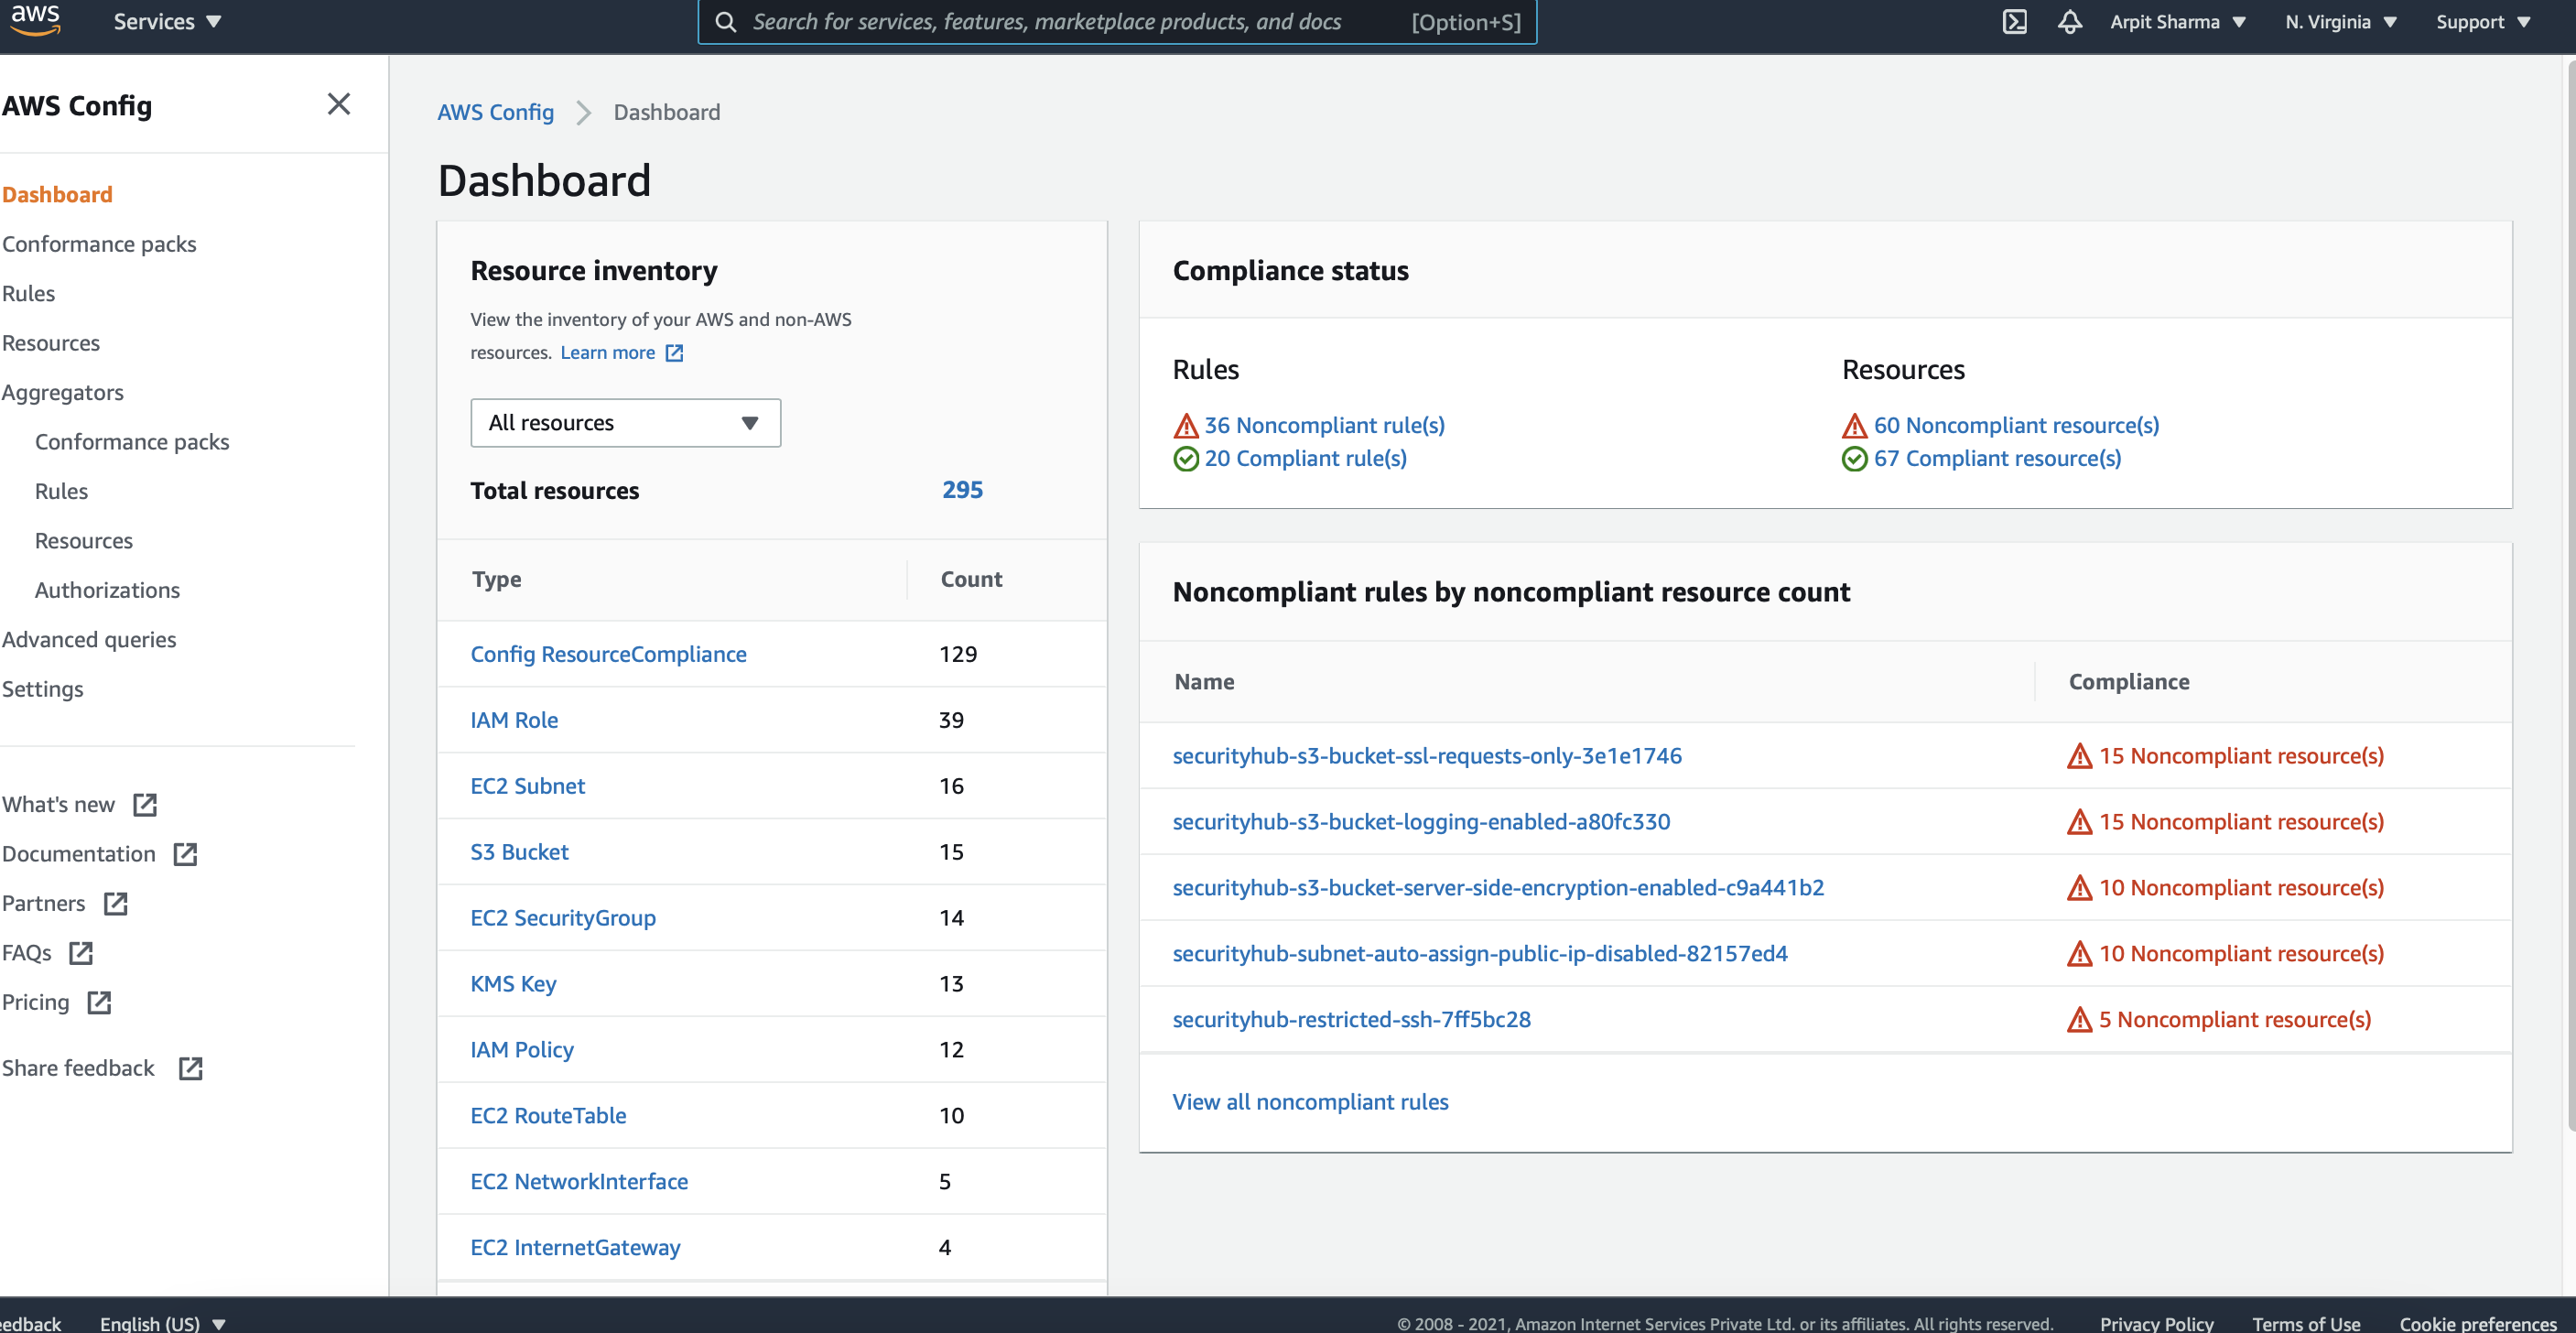 aws
Services
Search for services, features, marketplace products, and docs [Option+S]
Arpit Sharma
N. Virginia
Support
AWS Config
Dashboard
Conformance packs
Rules
Resources
Aggregators
Conformance packs
Rules
Resources
Authorizations
Advanced queries
Settings
What's new
Documentation
Partners
FAQs
Pricing
Share feedback
AWS Config > Dashboard
Dashboard
Resource inventory
View the inventory of your AWS and non-AWS
resources. Learn more
All resources
Total resources 295
Type Count
Config ResourceCompliance 129
IAM Role 39
EC2 Subnet 16
S3 Bucket 15
EC2 SecurityGroup 14
KMS Key 13
IAM Policy 12
EC2 RouteTable 10
EC2 NetworkInterface 5
EC2 InternetGateway 4
Compliance status
Rules
36 Noncompliant rule(s)
20 Compliant rule(s)
Resources
60 Noncompliant resource(s)
67 Compliant resource(s)
Noncompliant rules by noncompliant resource count
Name Compliance
securityhub-s3-bucket-ssl-requests-only-3e1e1746 15 Noncompliant resource(s)
securityhub-s3-bucket-logging-enabled-a80fc330 15 Noncompliant resource(s)
securityhub-s3-bucket-server-side-encryption-enabled-c9a441b2 10 Noncompliant resource(s)
securityhub-subnet-auto-assign-public-ip-disabled-82157ed4 10 Noncompliant resource(s)
securityhub-restricted-ssh-7ff5bc28 5 Noncompliant resource(s)
View all noncompliant rules
eedback
English (US)
© 2008 - 2021, Amazon Internet Services Private Ltd. or its affiliates. All rights reserved.
Privacy Policy
Terms of Use
Cookie preferences